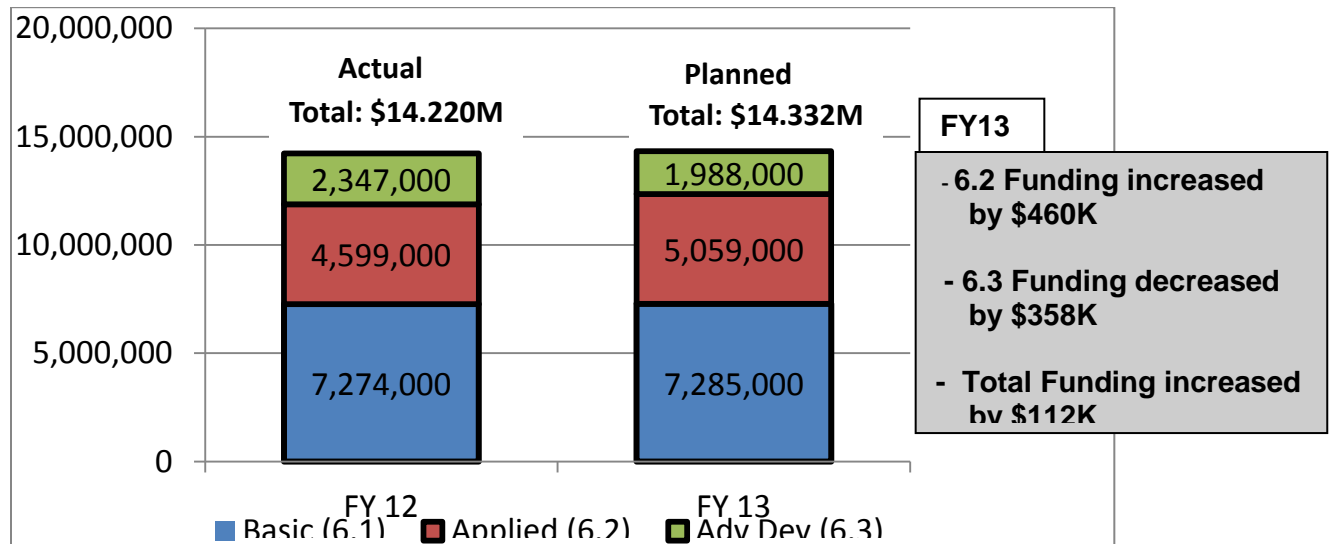 20,000,000
15,000,000
10,000,000
5,000,000
0
Actual
Total: $14.220M
2,347,000
4,599,000
7,274,000
FY 12
Planned
Total: $14.332M
1,988,000
5,059,000
7,285,000
FY 13
Basic (6.1) Applied (6.2) Adv Dev (6.3)
FY13
- 6.2 Funding increased
by $460K
- 6.3 Funding decreased
by $358K
- Total Funding increased
by $112K